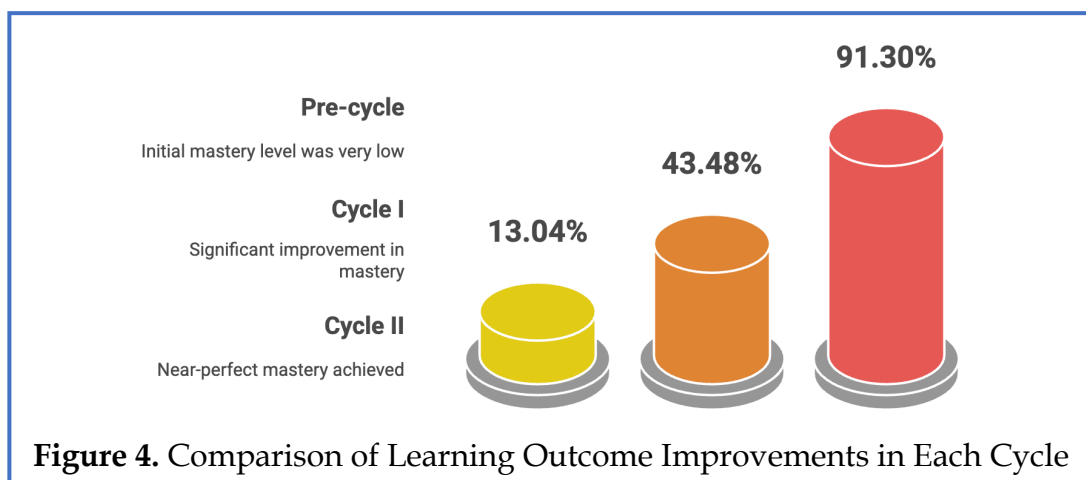 Pre-cycle
Initial mastery level was very low
Cycle I
Significant improvement in
mastery
Cycle II
Near-perfect mastery achieved
13.04%
43.48%
91.30%
Figure 4. Comparison of Learning Outcome Improvements in Each Cycle